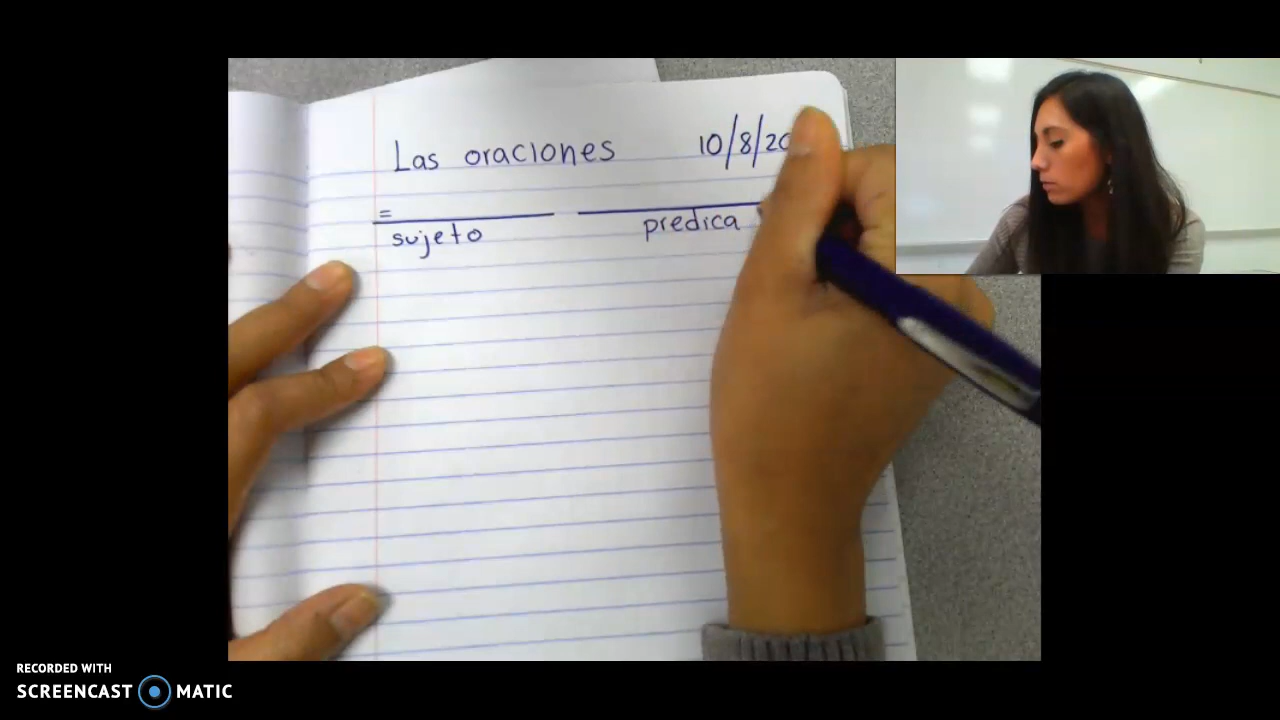 Las oraciones 10/8/20
=
sujeto predica
RECORDED WITH
SCREENCAST MATIC